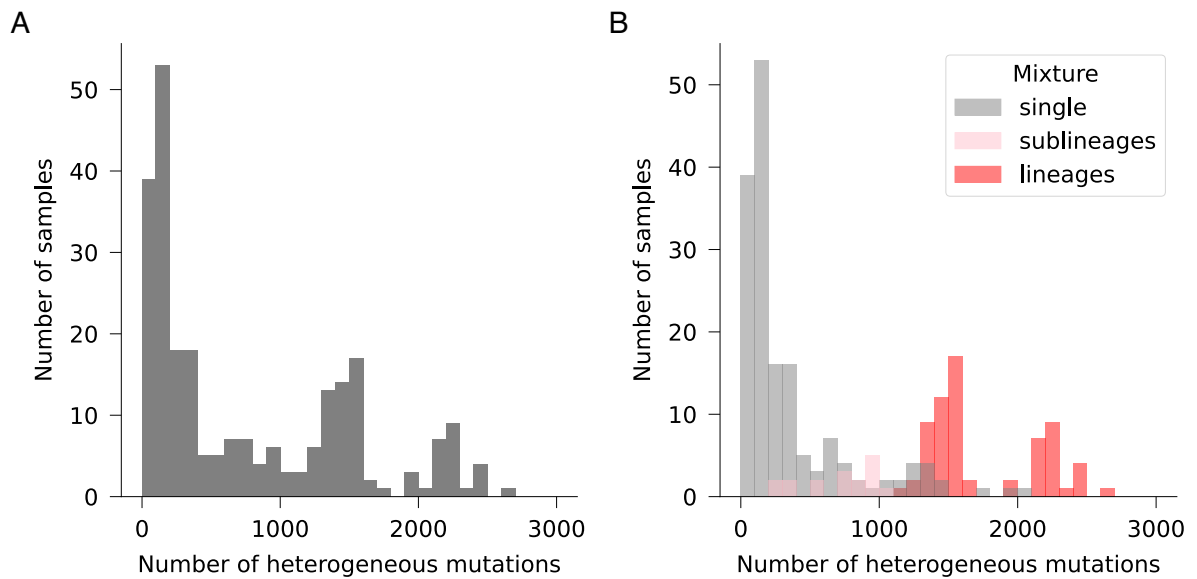 A
Number of samples
50
40
30
20
10
0
0 1000 2000 3000
Number of heterogeneous mutations
B
Number of samples
50
40
30
20
10
0
0 1000 2000 3000
Number of heterogeneous mutations
Mixture
single
sublineages
lineages